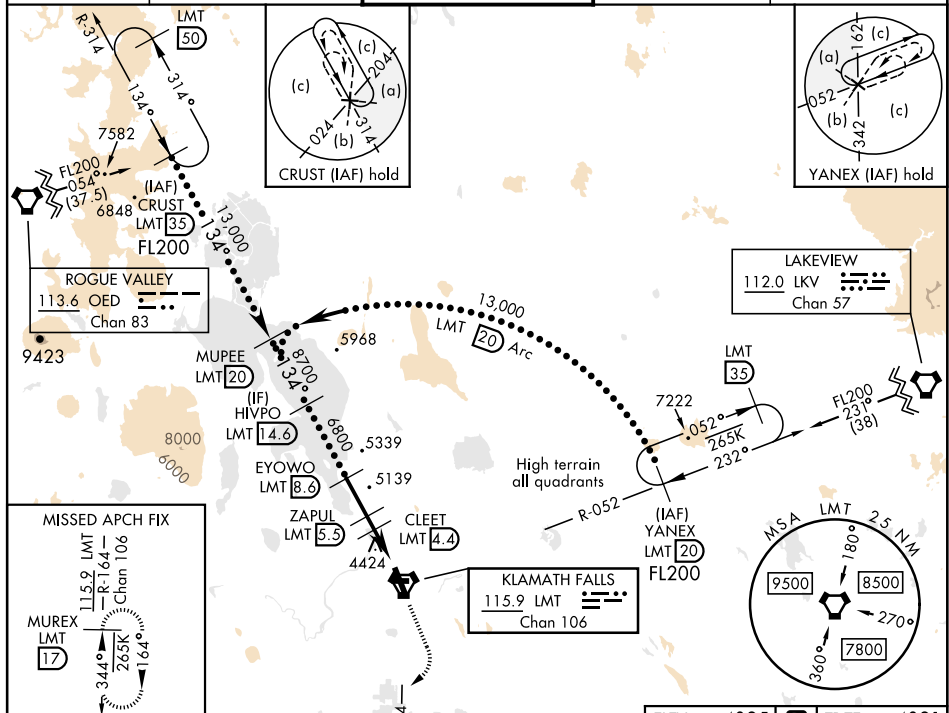 R-314
LMT
50
134°
314°
7582
FL200
054°
(37.5)
6848
(IAF)
CRUST
LMT 35
FL200
13,000
134°
ROGUE VALLEY
113.6 OED
Chan 83
9423
(c)
(c)
204
(a)
024
(b)
314
CRUST (IAF) hold
162
(c)
(a)
052
(b)
(c)
342
YANEX (IAF) hold
LAKEVIEW
112.0 LKV
Chan 57
13,000
LMT 20 Arc
5968
MUPEE
LMT 20
8700
134°
(IF)
HIVPO
LMT 14.6
6800
5339
EYOWO
LMT 8.6
5139
ZAPUL
LMT 5.5
CLEET
LMT 4.4
4424
8000
6000
LMT
35
7222
052°
265K
232°
FL200
231°
(38)
High terrain
all quadrants
R-052
(IAF)
YANEX
LMT 20
FL200
KLAMATH FALLS
115.9 LMT
Chan 106
MISSED APCH FIX
115.9 LMT
R-164
Chan 106
MUREX
LMT
17
344°
265K
164°
MSA LMT 25 NM
180°
9500
8500
270°
7800
360°